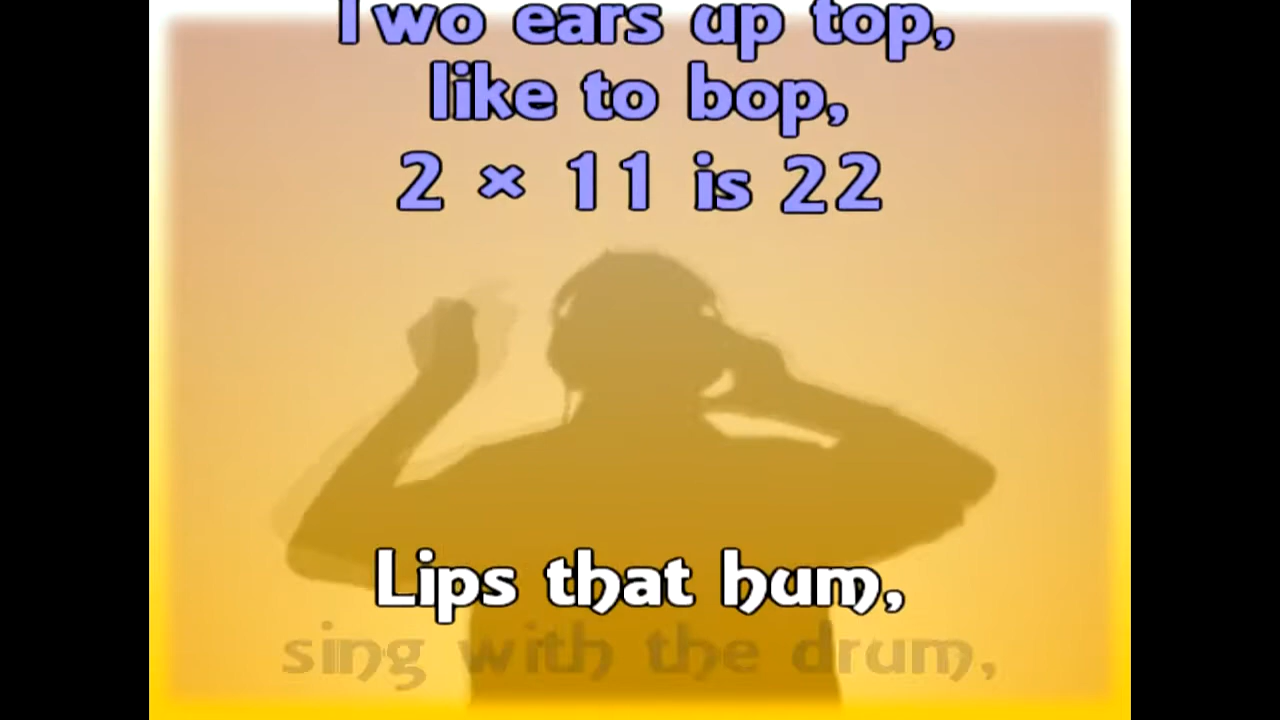 Two ears up top,
like to bop,
2 × 11 is 22
Lips that hum,
sing with the drum,